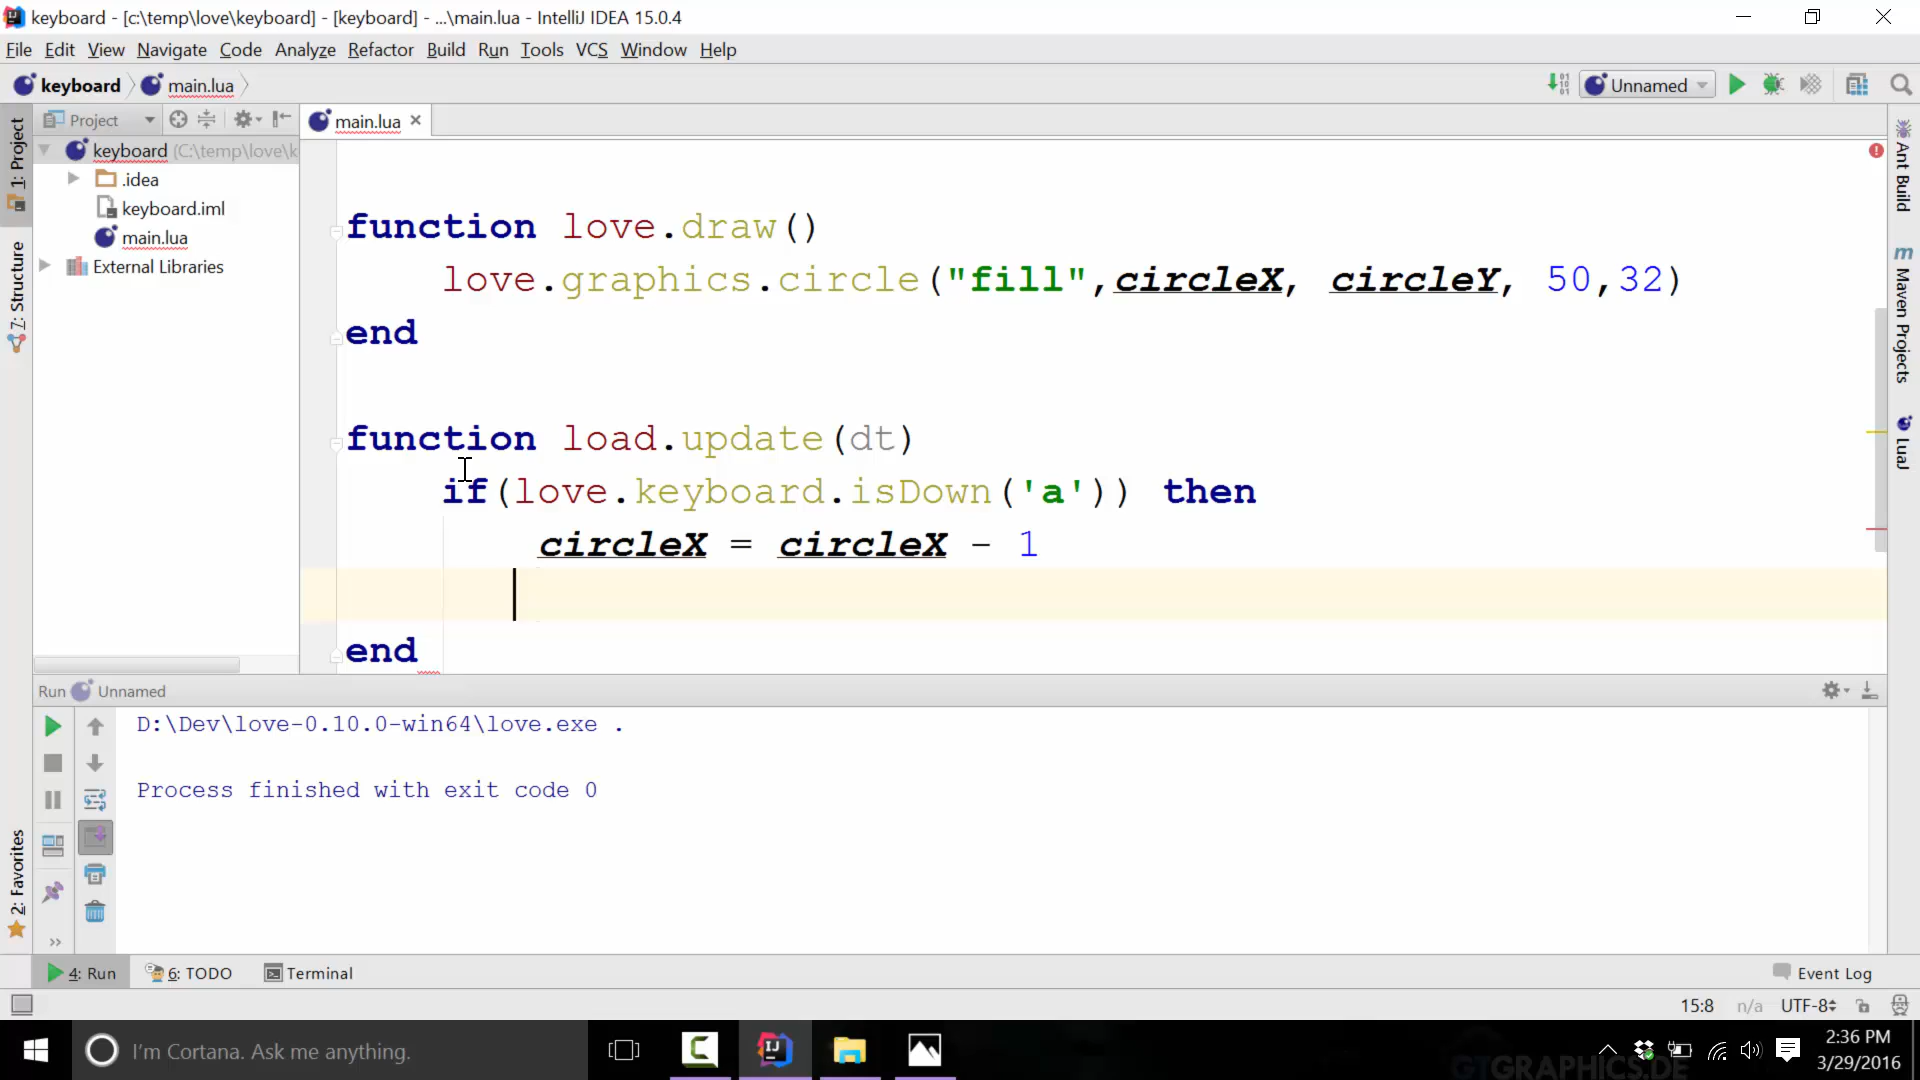 keyboard - [c:\temp\love\keyboard] - [keyboard] - ...\main.lua - IntelliJ IDEA 15.0.4
File Edit View Navigate Code Analyze Refactor Build Run Tools VCS Window Help
keyboard main.lua Unnamed
Project
main.lua
1: Project
7: Structure
2: Favorites
keyboard (C:\temp\love\k
.idea
keyboard.iml
main.lua
External Libraries
function love.draw()
love.graphics.circle("fill",circleX, circleY, 50,32)
end
function load.update(dt)
if(love.keyboard.isDown('a')) then
circleX = circleX - 1
end
Ant Build
m Maven Projects
LuaJ
Run Unnamed
D:\Dev\love-0.10.0-win64\love.exe .
Process finished with exit code 0
4: Run 6: TODO Terminal Event Log
15:8 n/a UTF-8
I'm Cortana. Ask me anything.
GTGRAPHICS.DE
2:36 PM
3/29/2016